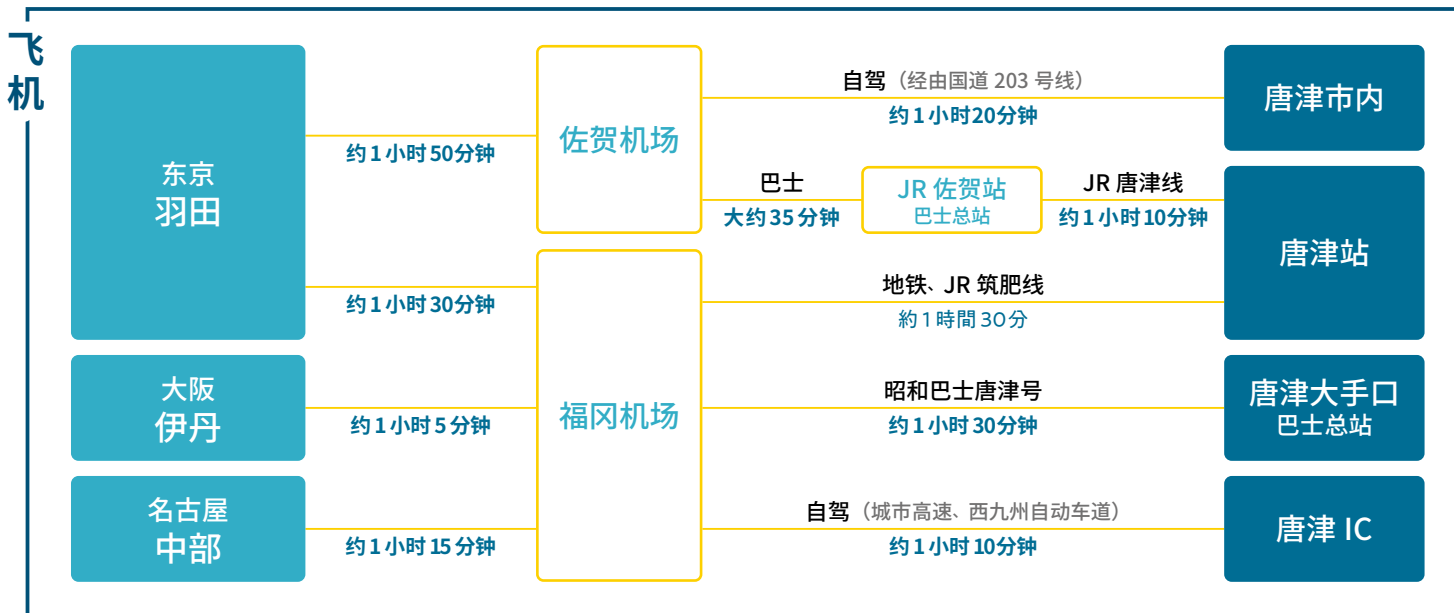 飞机
东京
羽田
约1小时50分钟
佐贺机场
自驾（经由国道 203 号线）
约1小时20分钟
唐津市内
巴士
大约35分钟
JR 佐贺站
巴士总站
JR 唐津线
约1小时10分钟
唐津站
约1小时30分钟
福冈机场
地铁、JR 筑肥线
約1時間30分
大阪
伊丹
约1小时5分钟
昭和巴士唐津号
约1小时30分钟
唐津大手口
巴士总站
名古屋
中部
约1小时15分钟
自驾（城市高速、西九州自动车道）
约1小时10分钟
唐津 IC